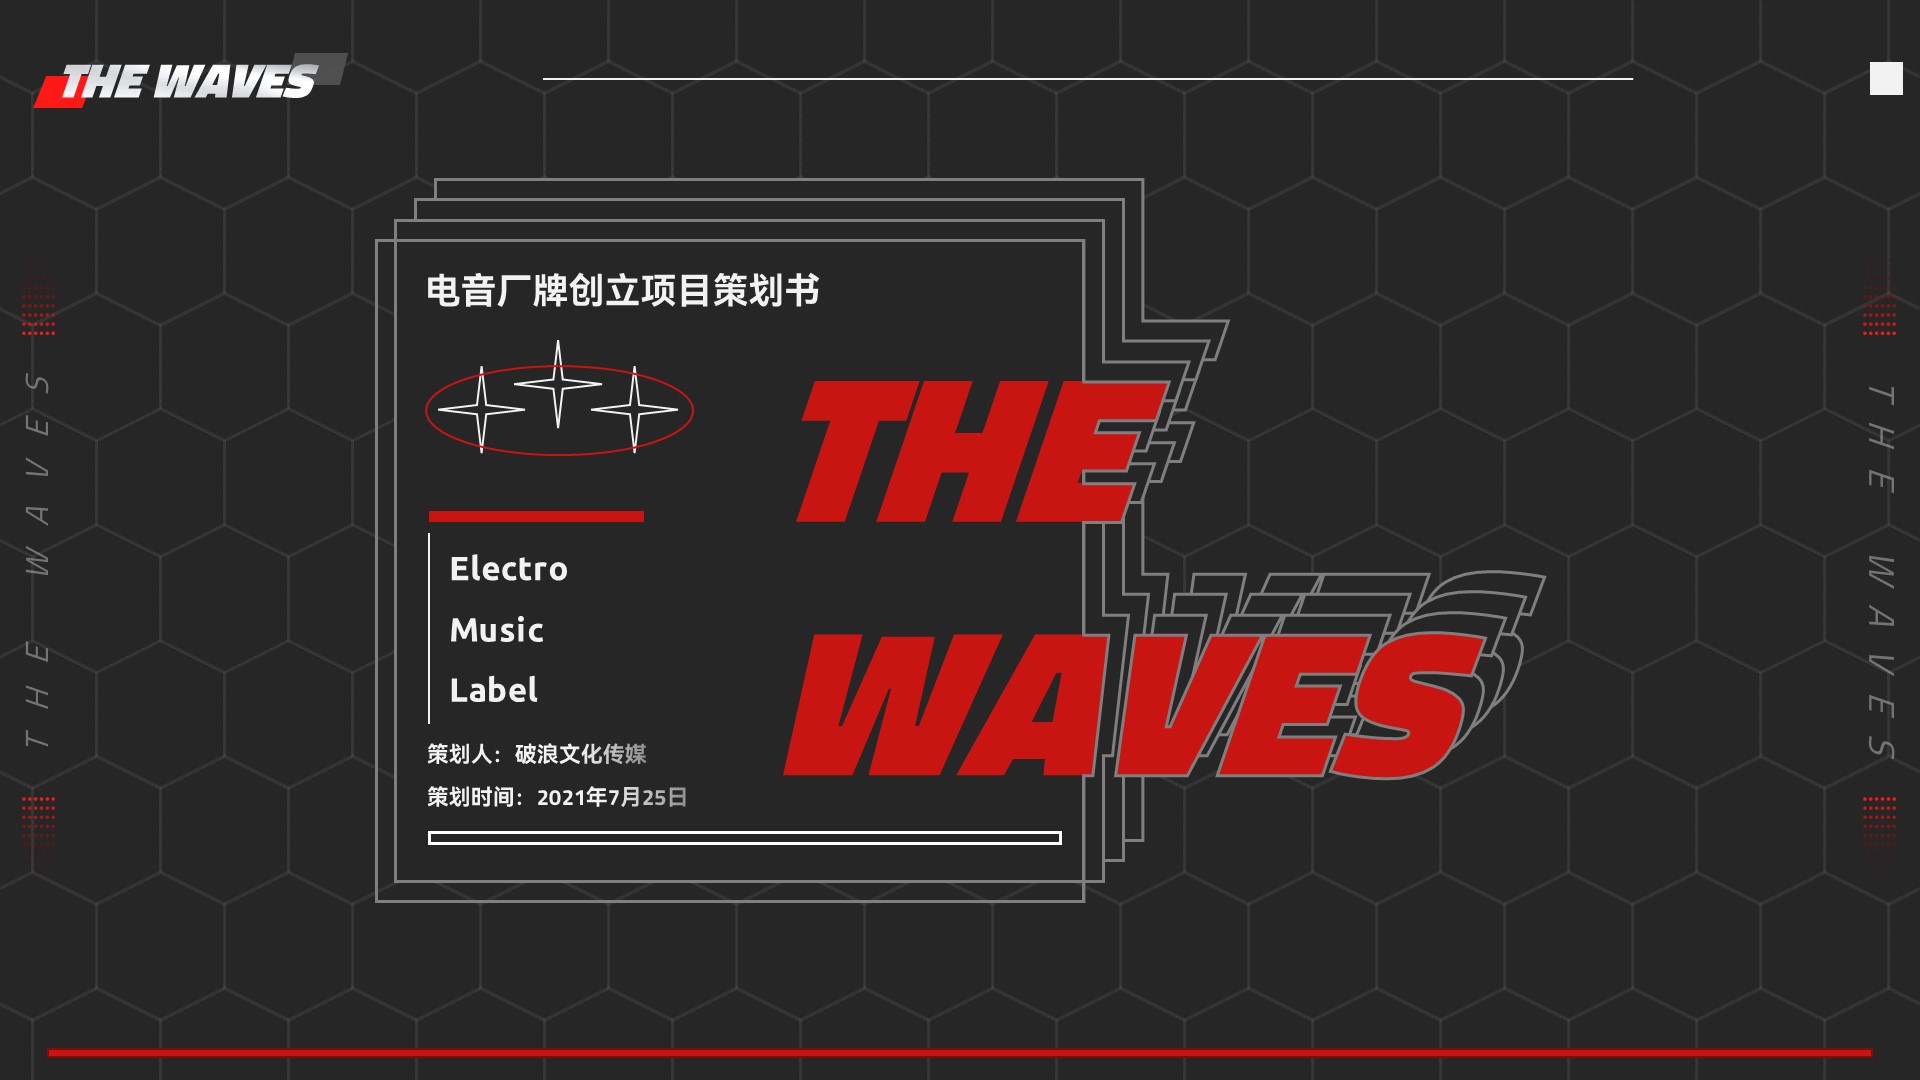 THE WAVES
电音厂牌创立项目策划书
THE
WAVES
Electro
Music
Label
策划人：破浪文化传媒
策划时间：2021年7月25日
THE WAVES
THE WAVES